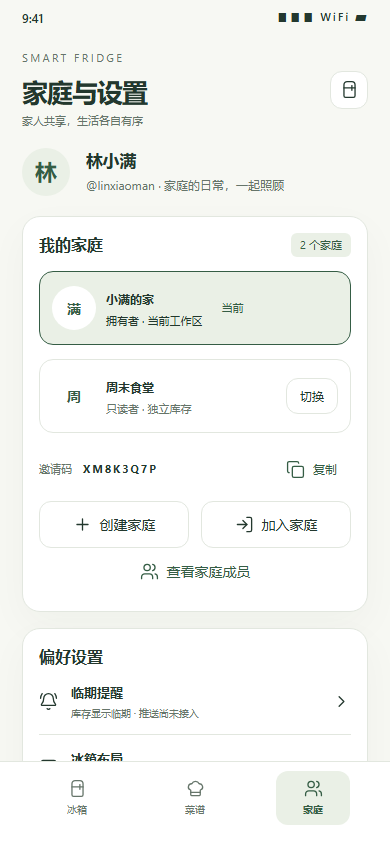 9:41
WiFi
SMART FRIDGE
家庭与设置
家人共享，生活各自有序
林
林小满
@linxiaoman · 家庭的日常，一起照顾
我的家庭
2 个家庭
满
小满的家
拥有者 · 当前工作区
当前
周
周末食堂
只读者 · 独立库存
切换
邀请码 XM8K3Q7P
复制
创建家庭
加入家庭
查看家庭成员
偏好设置
临期提醒
库存显示临期 · 推送尚未接入
冰箱布局
冰箱
菜谱
家庭